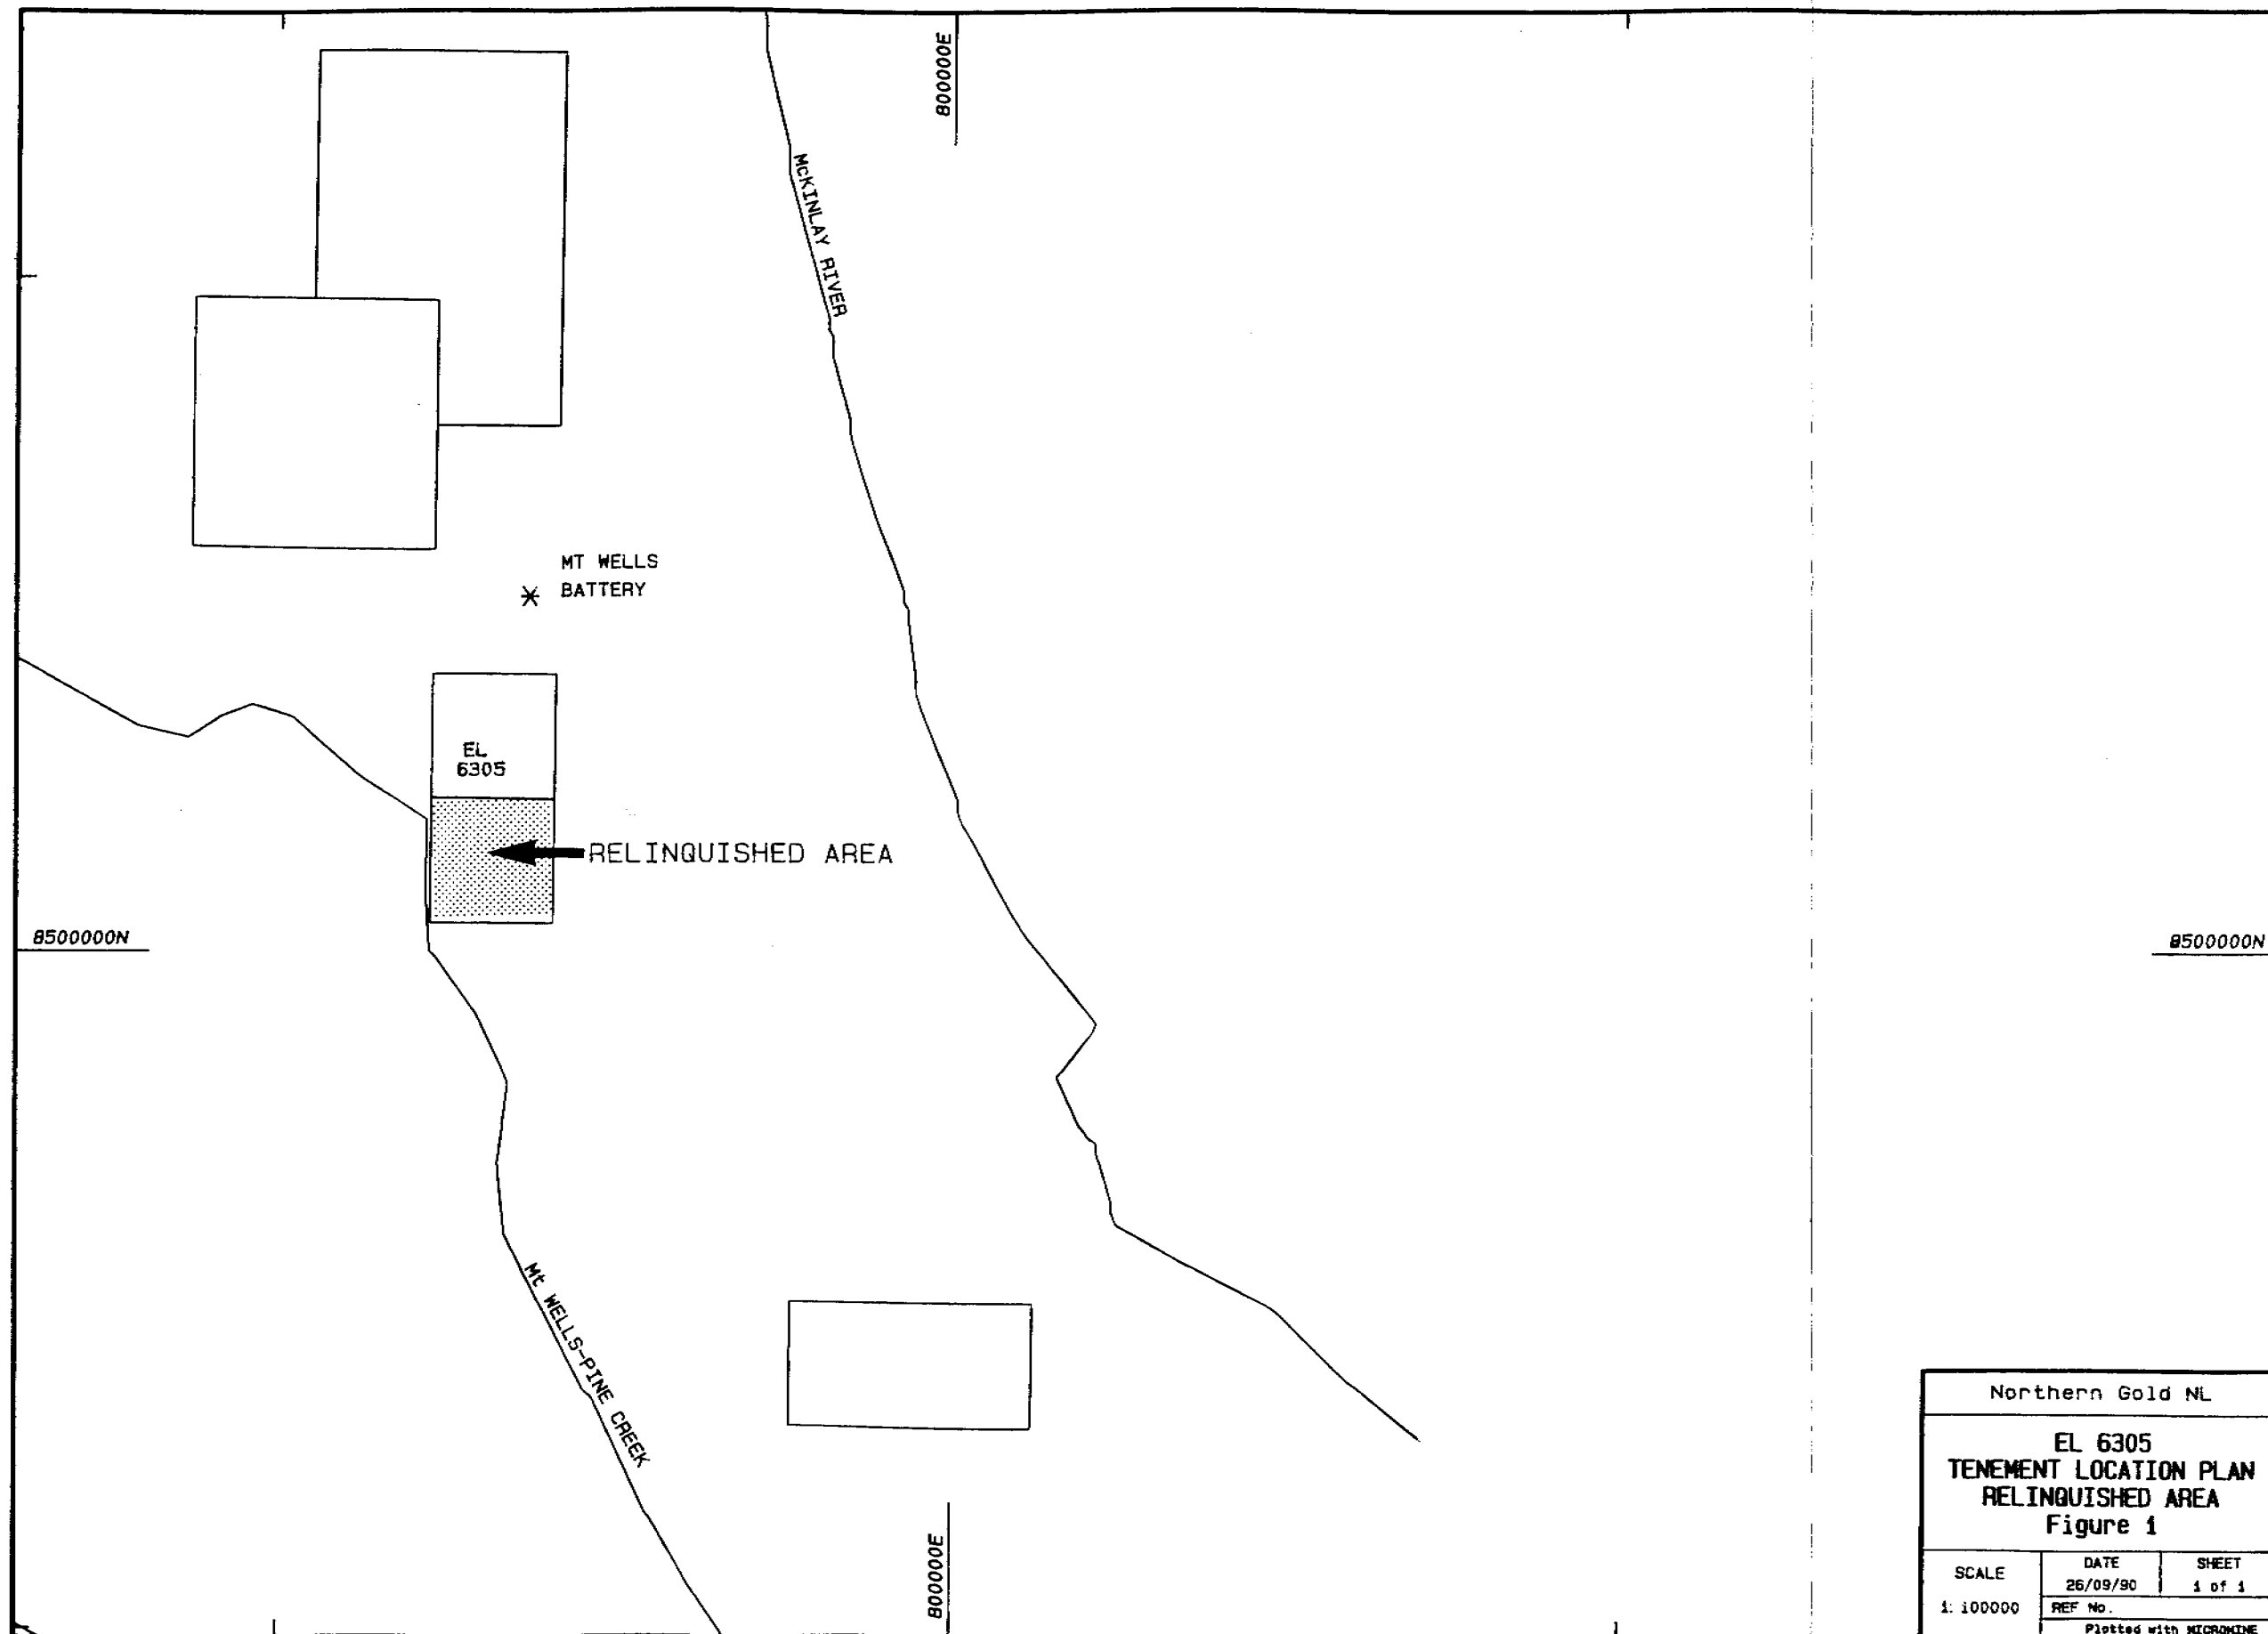 800000E
McKINLAY RIVER
MT WELLS
BATTERY
EL
6305
RELINQUISHED AREA
8500000N
8500000N
Mt WELLS-PINE CREEK
800000E
Northern Gold NL
EL 6305
TENEMENT LOCATION PLAN
RELINQUISHED AREA
Figure 1
SCALE
1:100000
DATE
26/09/90
SHEET
1 of 1
REF No.
Plotted with MICROMINE